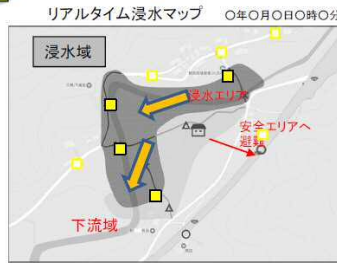 リアルタイム浸水マップ　○年○月○日○時○分
浸水域
浸水エリア
安全エリアへ
避難
下流域